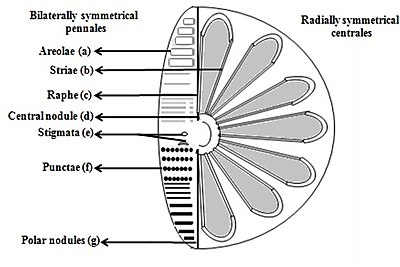 Bilaterally symmetrical
pennales
Areolae (a)
Striae (b)
Raphe (c)
Central nodule (d)
Stigmata (e)
Punctae (f)
Polar nodules (g)
Radially symmetrical
centrales